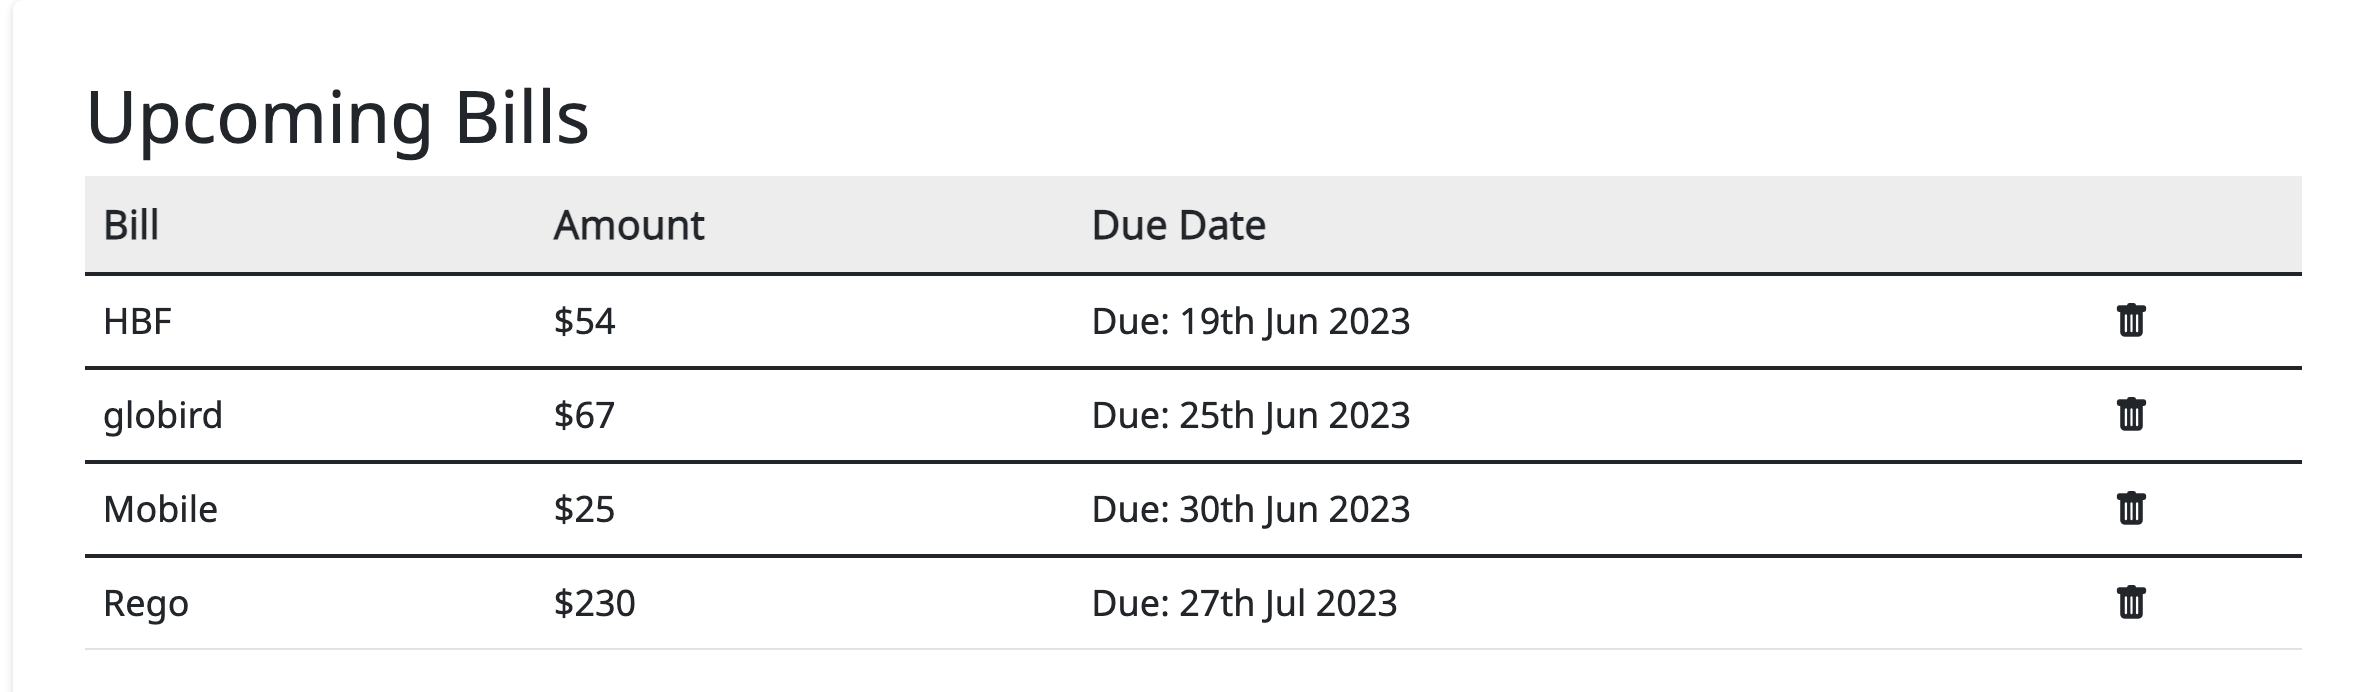 Upcoming Bills
Bill Amount Due Date
HBF $54 Due: 19th Jun 2023
globird $67 Due: 25th Jun 2023
Mobile $25 Due: 30th Jun 2023
Rego $230 Due: 27th Jul 2023